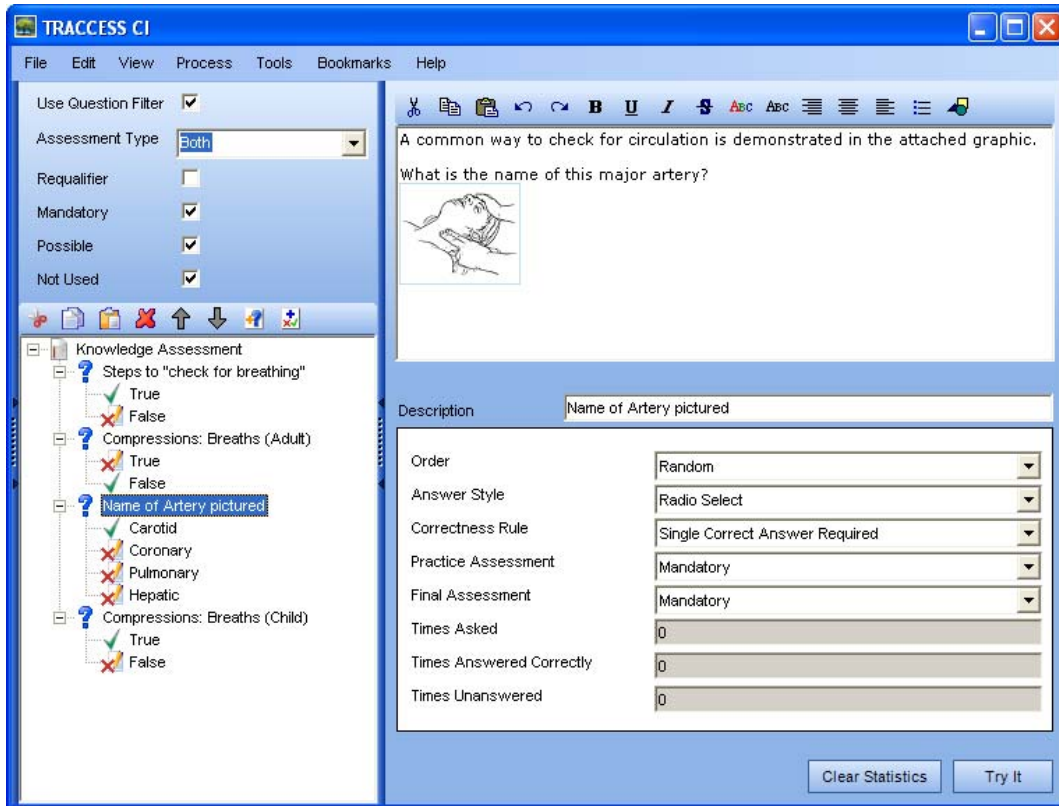 TRACCESS CI
File Edit View Process Tools Bookmarks Help
Use Question Filter
Assessment Type Both
Requalifier
Mandatory
Possible
Not Used
Knowledge Assessment
Steps to "check for breathing"
True
False
Compressions: Breaths (Adult)
True
False
Name of Artery pictured
Carotid
Coronary
Pulmonary
Hepatic
Compressions: Breaths (Child)
True
False
B U I S ABC ABC
A common way to check for circulation is demonstrated in the attached graphic.
What is the name of this major artery?
Description Name of Artery pictured
Order Random
Answer Style Radio Select
Correctness Rule Single Correct Answer Required
Practice Assessment Mandatory
Final Assessment Mandatory
Times Asked 0
Times Answered Correctly 0
Times Unanswered 0
Clear Statistics Try It